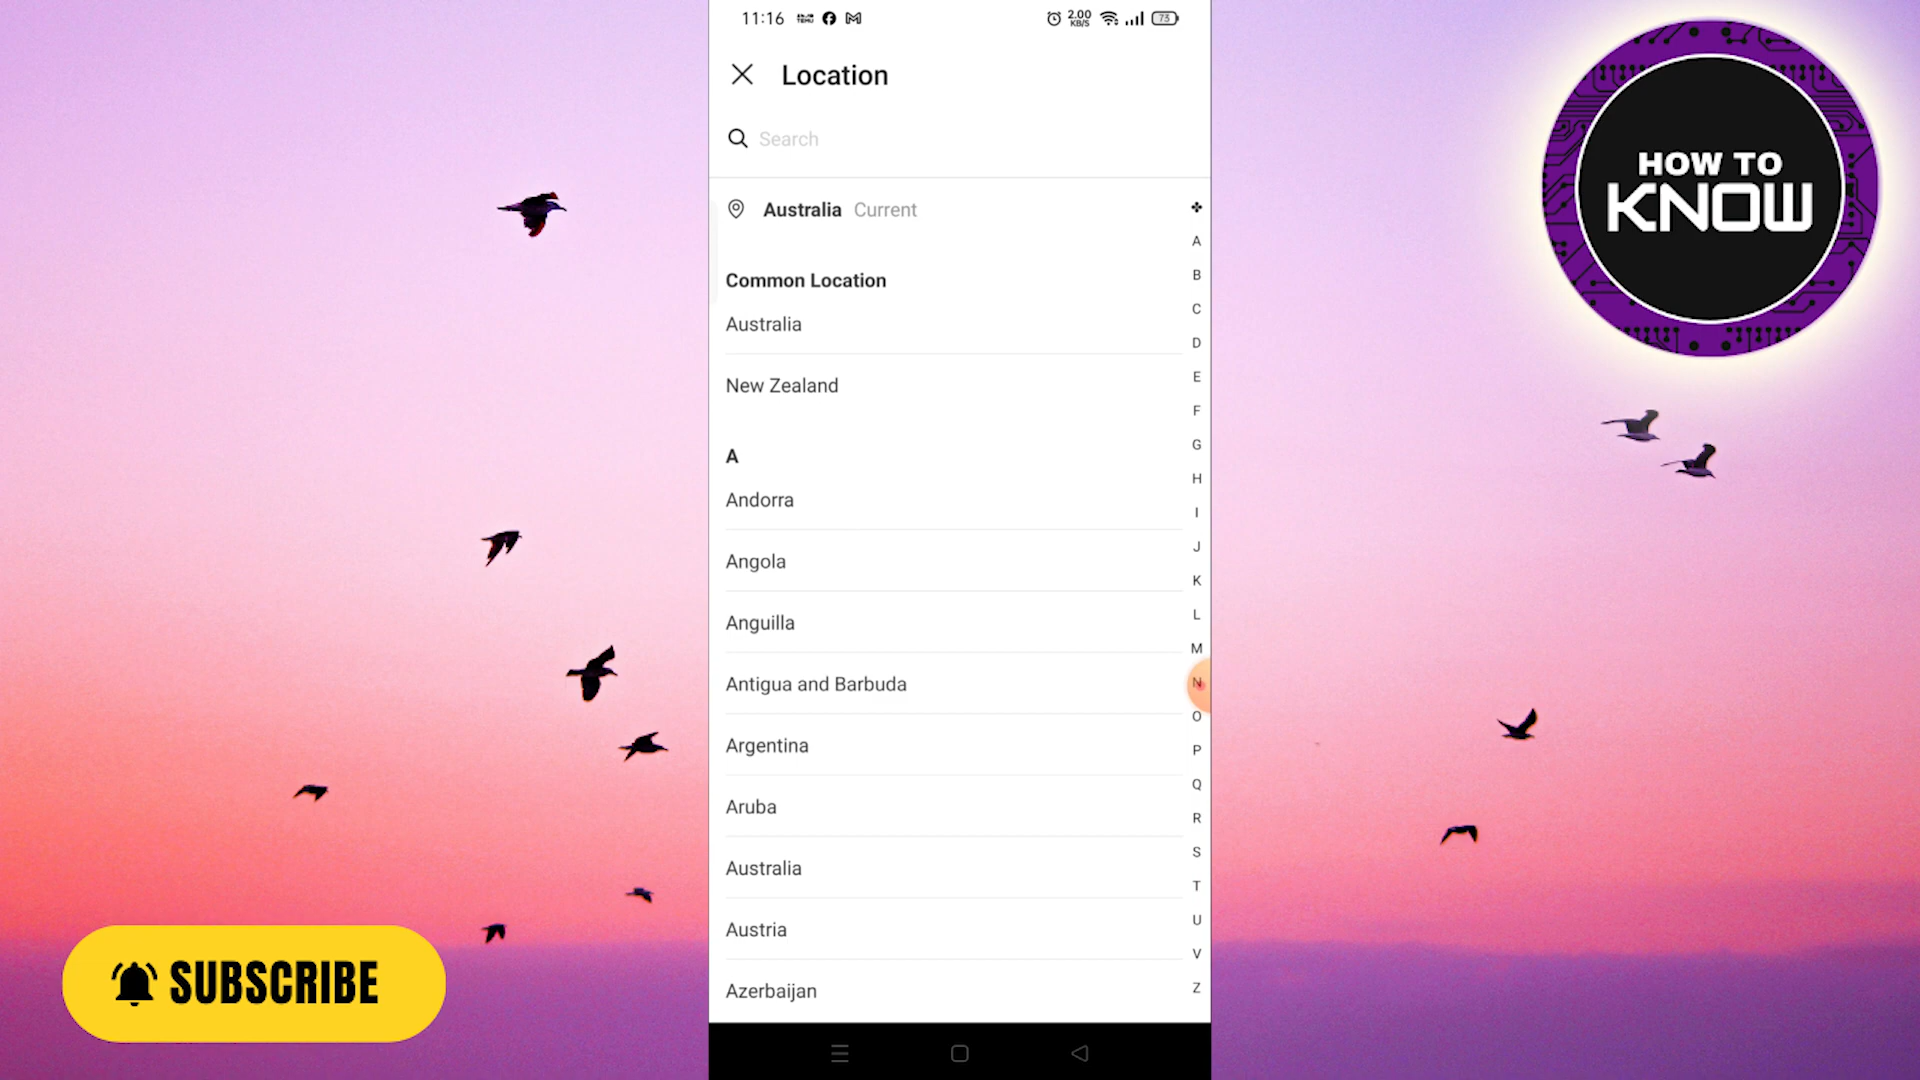 11:16
2.00
KB/S
73
Location
Search
Australia Current
Common Location
Australia
New Zealand
A
Andorra
Angola
Anguilla
Antigua and Barbuda
Argentina
Aruba
Australia
Austria
Azerbaijan
A
B
C
D
E
F
G
H
I
J
K
L
M
N
O
P
Q
R
S
T
U
V
Z
HOW TO
KNOW
SUBSCRIBE